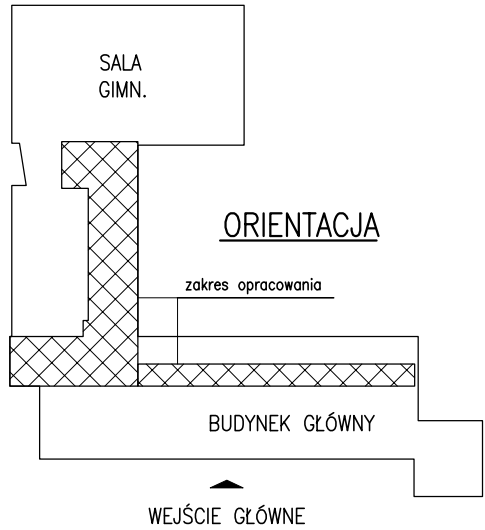 SALA
GIMN.
ORIENTACJA
zakres opracowania
BUDYNEK GŁÓWNY
WEJŚCIE GŁÓWNE